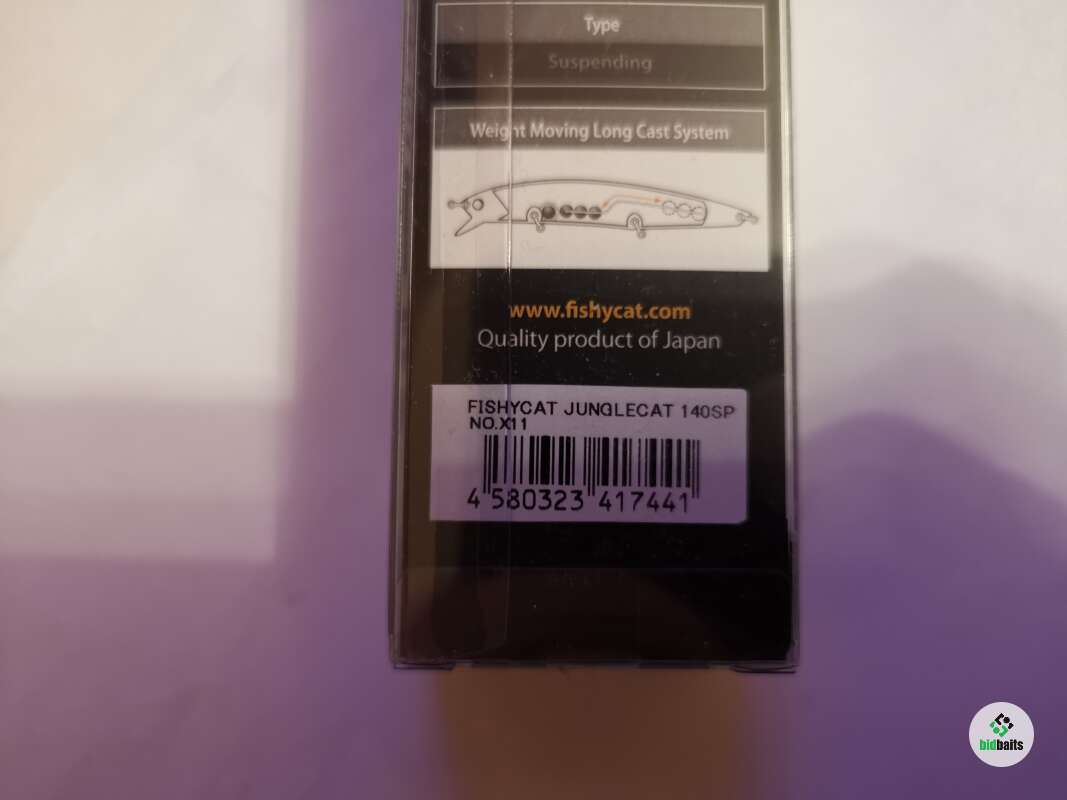 Type
Suspending
Weight Moving Long Cast System
www.fishycat.com
Quality product of Japan
FISHYCAT JUNGLECAT 140SP
NO.X11
4 580323 417441
bidbaits